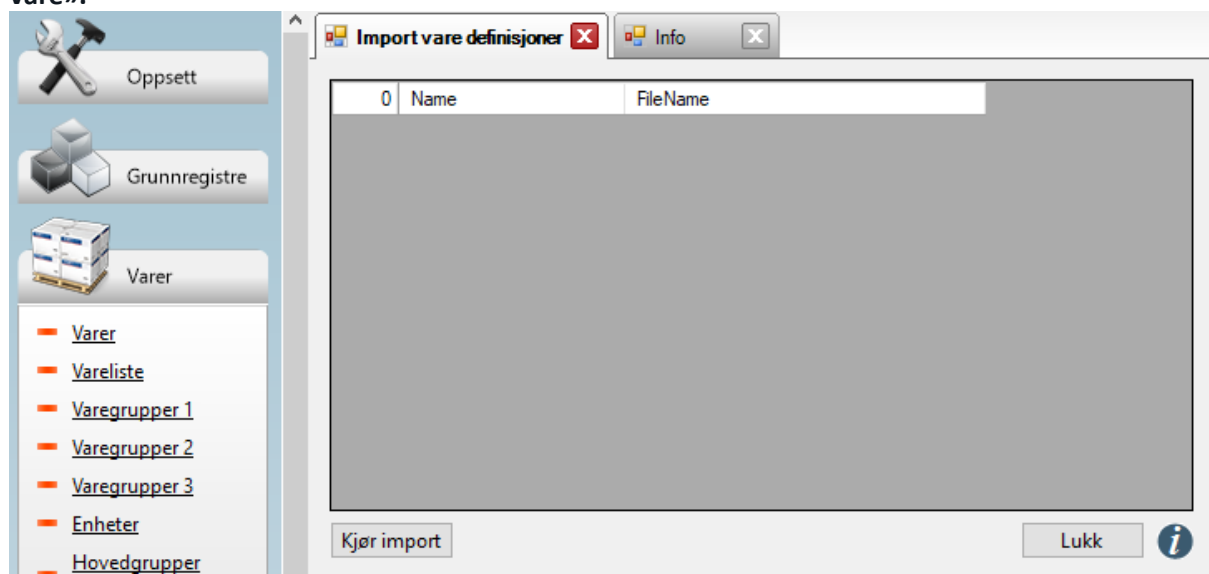 vare».
Oppsett
Grunnregistre
Varer
Varer
Vareliste
Varegrupper 1
Varegrupper 2
Varegrupper 3
Enheter
Hovedgrupper
Import vare definisjoner
Info
0 Name FileName
Kjør import
Lukk